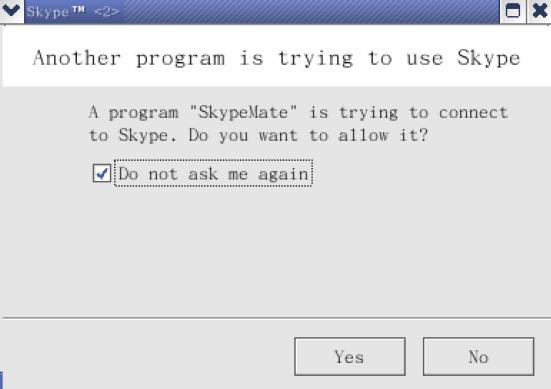 Skype™ <2>
Another program is trying to use Skype
A program "SkypeMate" is trying to connect
to Skype. Do you want to allow it?
Do not ask me again
Yes
No